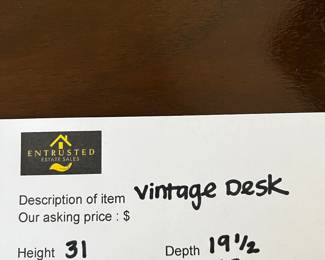 ENTRUSTED
ESTATE SALES
Description of item vintage Desk
Our asking price : $
Height 31 Depth 19 1/2